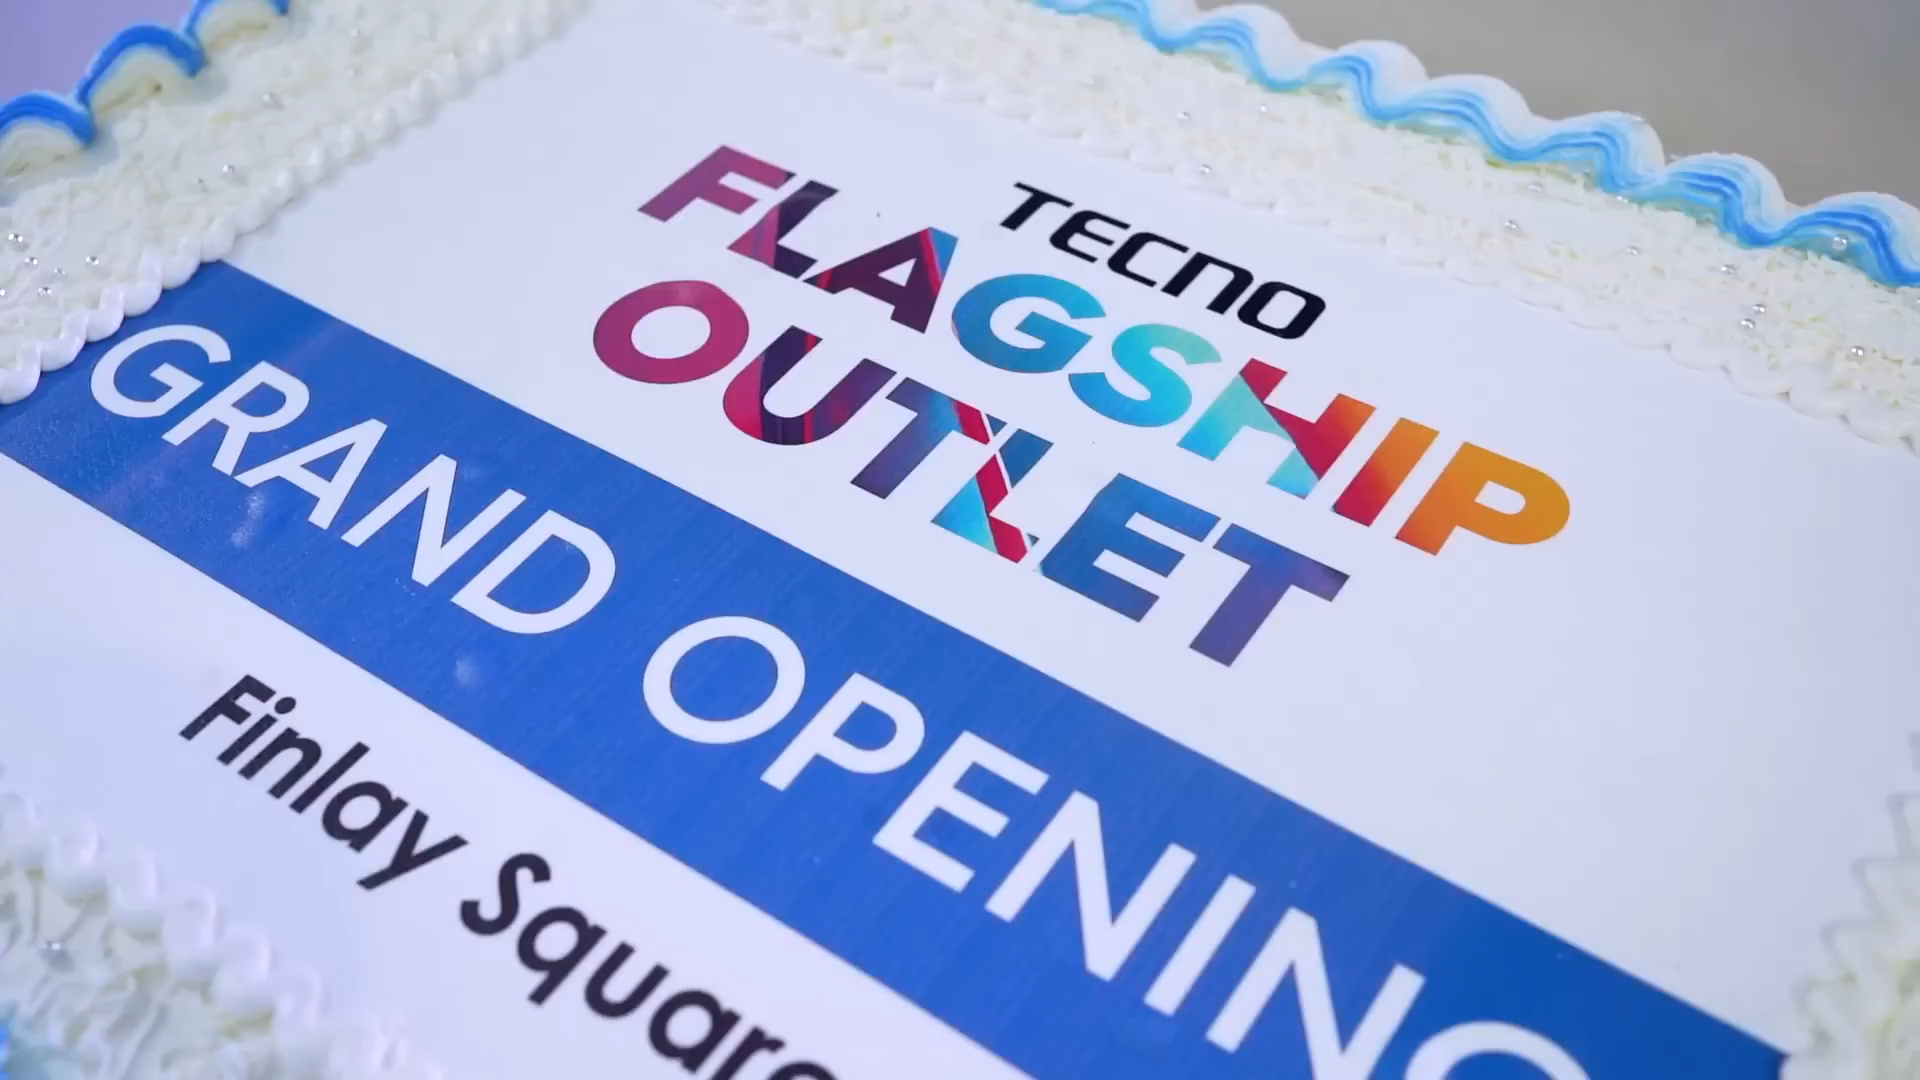 TECNO
FLAGSHIP
OUTLET
GRAND OPENING
Finlay Square